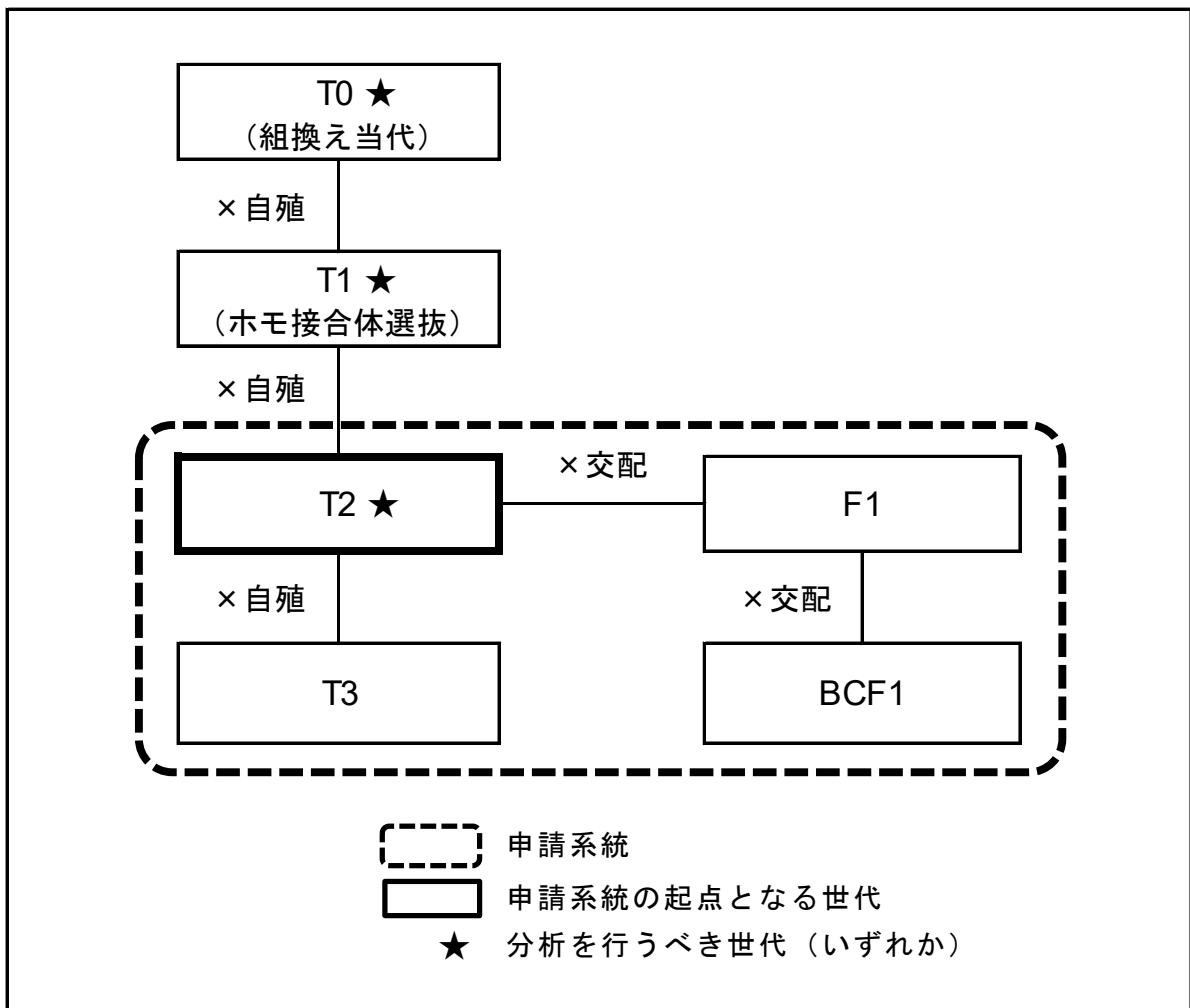 T0 ★
（組換え当代）
×自殖
T1 ★
（ホモ接合体選抜）
×自殖
T2 ★
×交配
F1
×自殖
×交配
T3
BCF1
申請系統
申請系統の起点となる世代
★ 分析を行うべき世代（いずれか）